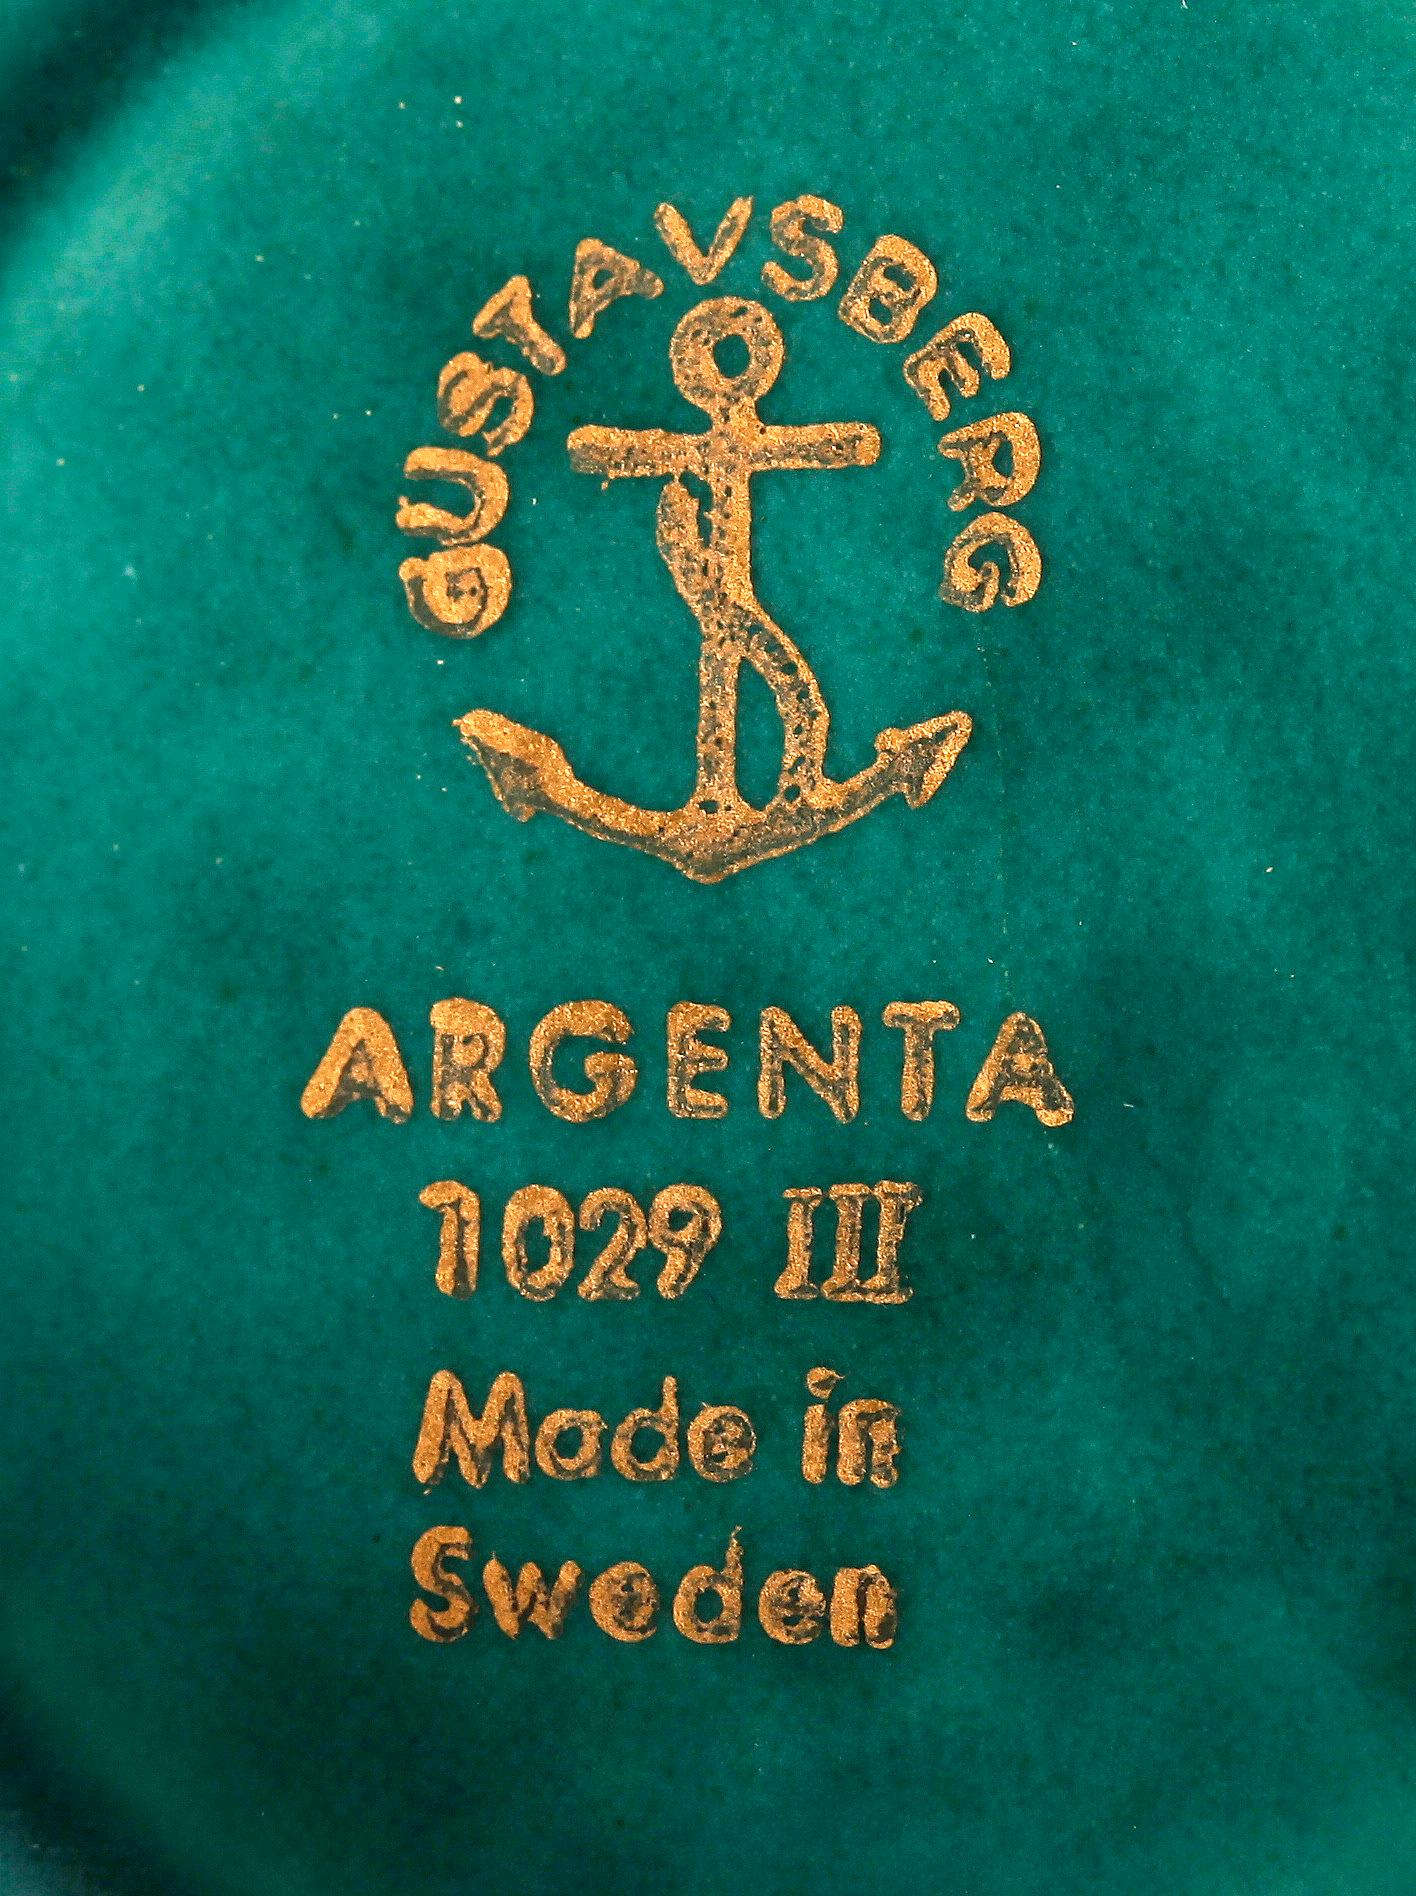 GUSTAVSBERG
ARGENTA
1029 III
Made in
Sweden